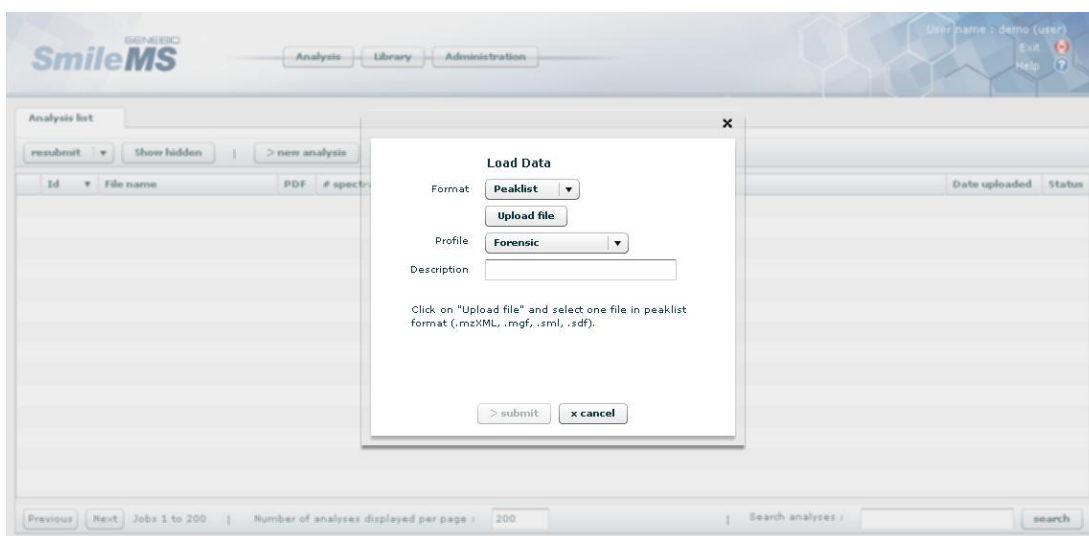 GENEBIO
SmileMS
Analysis Library Administration
User name : demo (user)
Exit
Help ?
Analysis list
resubmit Show hidden | > new analysis
Id File name PDF # spectr Date uploaded Status
x
Load Data
Format Peaklist
Upload file
Profile Forensic
Description
Click on "Upload file" and select one file in peaklist
format (.mzXML, .mgf, .sml, .sdf).
> submit x cancel
Previous Next Jobs 1 to 200 | Number of analyses displayed per page : 200 | Search analyses : search